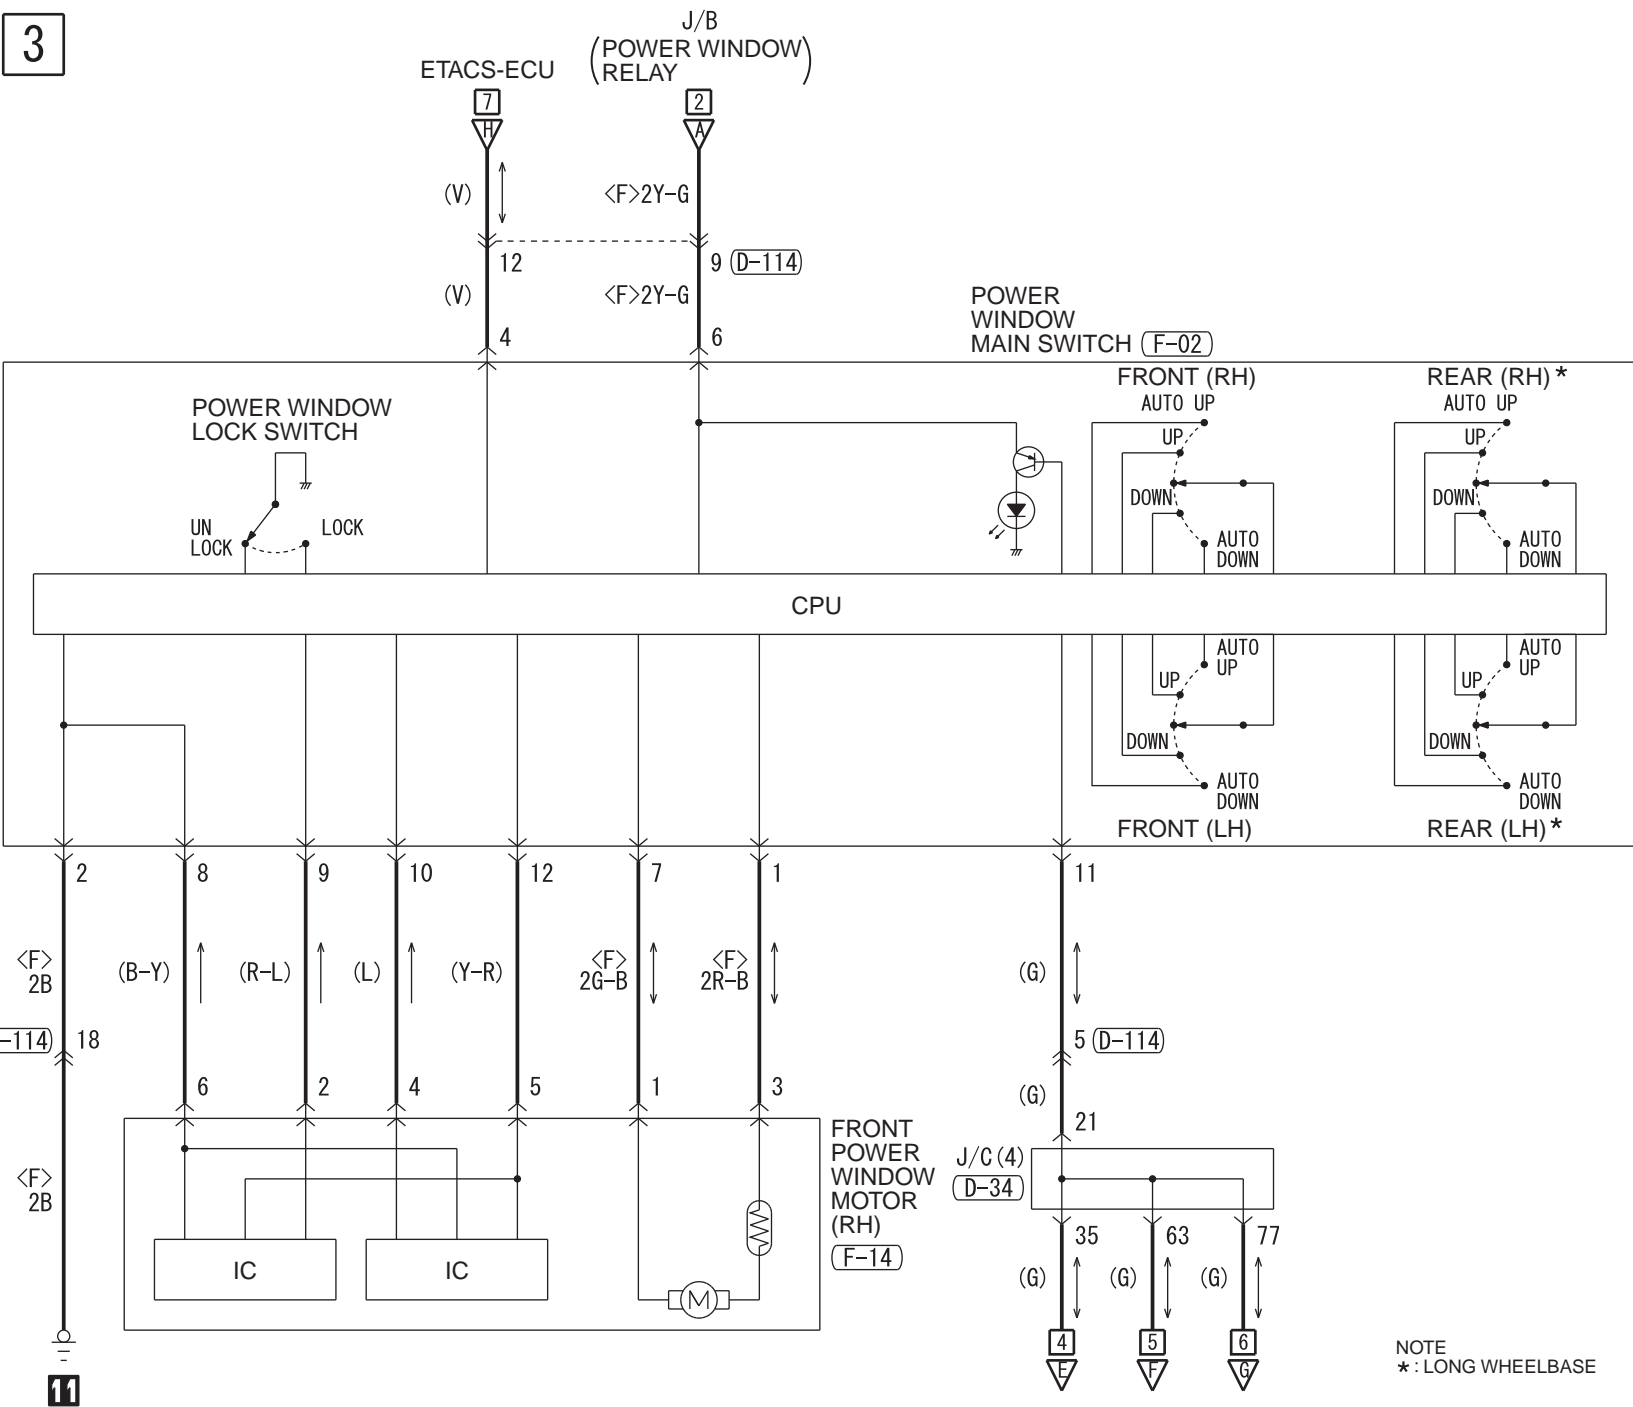 3
J/B
(POWER WINDOW
RELAY)
ETACS-ECU
7
2
H
A
(V)
<F>2Y-G
12
9 (D-114)
(V)
<F>2Y-G
4
6
POWER
WINDOW
MAIN SWITCH (F-02)
FRONT (RH)
REAR (RH)*
AUTO UP
AUTO UP
POWER WINDOW
LOCK SWITCH
UP
UP
DOWN
DOWN
UN
LOCK
LOCK
AUTO
DOWN
AUTO
DOWN
CPU
AUTO
UP
AUTO
UP
UP
UP
DOWN
DOWN
AUTO
DOWN
AUTO
DOWN
FRONT (LH)
REAR (LH)*
2
8
9
10
12
7
1
11
<F>
2B
(B-Y)
(R-L)
(L)
(Y-R)
<F>
2G-B
<F>
2R-B
(G)
-114)
18
5 (D-114)
6
2
4
5
1
3
(G)
21
FRONT
POWER
WINDOW
MOTOR
(RH)
(F-14)
J/C(4)
(D-34)
<F>
2B
35
63
77
IC
IC
M
(G)
(G)
(G)
4
5
6
E
F
G
11
NOTE
*: LONG WHEELBASE